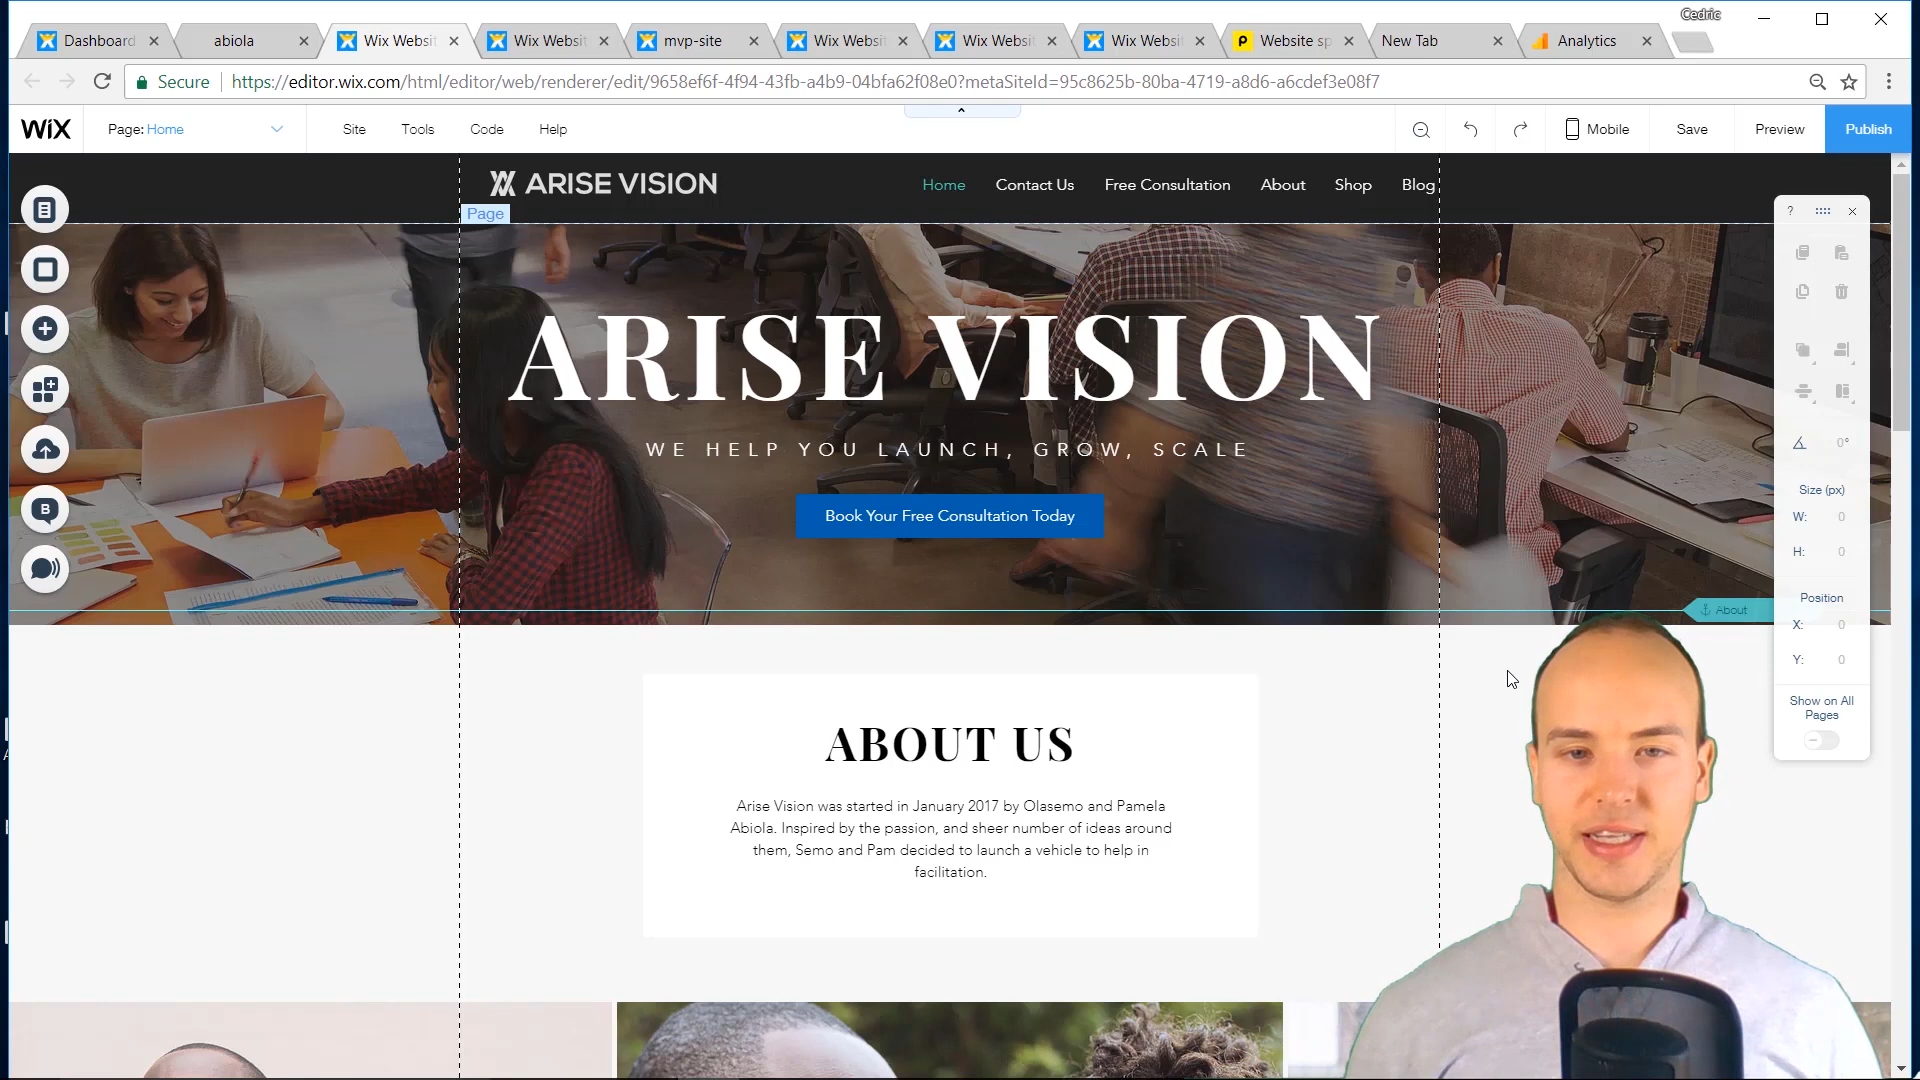 Cedric
Dashboard
abiola
Wix Websit
Wix Websit
mvp-site
Wix Websit
Wix Websit
Wix Websit
Website sp
New Tab
Analytics
Secure
https://editor.wix.com/html/editor/web/renderer/edit/9658ef6f-4f94-43fb-a4b9-04bfa62f08e0?metaSiteId=95c8625b-80ba-4719-a8d6-a6cdef3e08f7
WiX
Page: Home
Site
Tools
Code
Help
Mobile
Save
Preview
Publish
ARISE VISION
Home
Contact Us
Free Consultation
About
Shop
Blog
Page
?
ARISE VISION
WE HELP YOU LAUNCH, GROW, SCALE
Book Your Free Consultation Today
B
0°
Size (px)
W: 0
H: 0
Position
X: 0
Y: 0
Show on All
Pages
About
ABOUT US
Arise Vision was started in January 2017 by Olasemo and Pamela
Abiola. Inspired by the passion, and sheer number of ideas around
them, Semo and Pam decided to launch a vehicle to help in
facilitation.